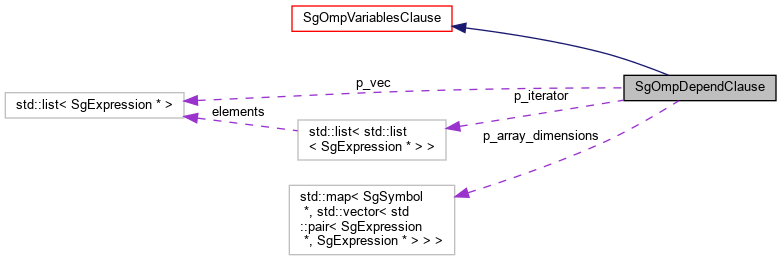 SgOmpVariablesClause
SgOmpDependClause
p_vec
p_iterator
std::list< SgExpression * >
elements
std::list< std::list
< SgExpression * > >
p_array_dimensions
std::map< SgSymbol
*, std::vector< std
::pair< SgExpression
*, SgExpression * > > >